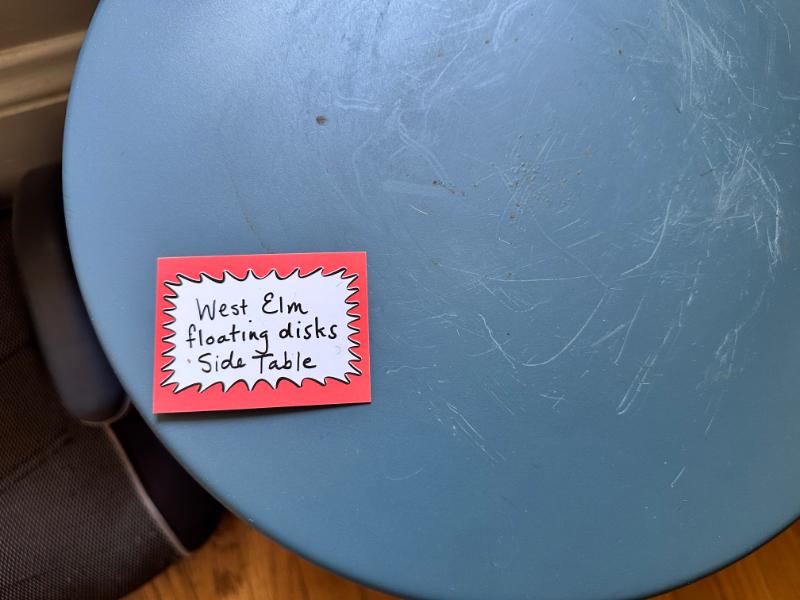 West Elm
floating disks
Side Table